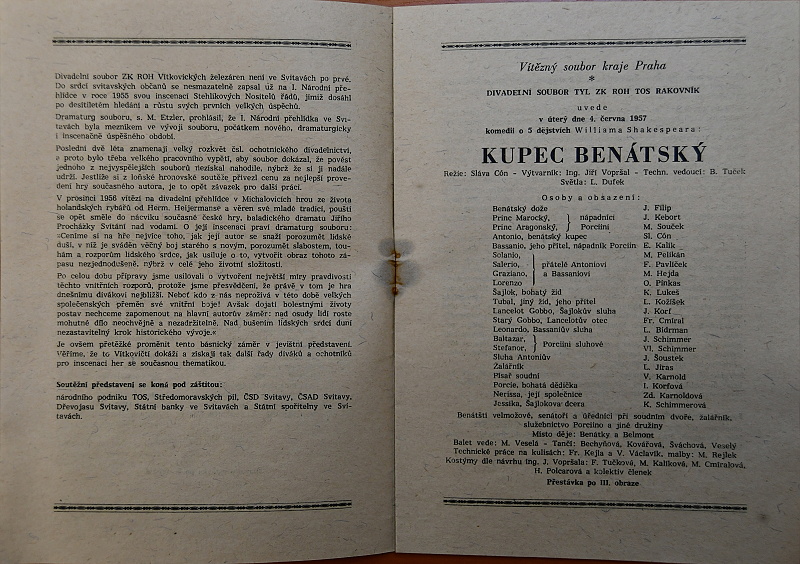 Divadelní soubor ZK ROH Vítkovických železáren není ve Svitavách po prvé.
Do srdcí svitavských občanů se nesmazatelně zapsal už na I. Národní pře-
hlídce v roce 1955 svou inscenací Stehlíkových Nositelů řádů, jimiž dosáhl
po desítiletém hledání a růstu svých prvních velkých úspěchů.
Dramaturg souboru, s. M. Etzler, prohlásil, že I. Národní přehlídka ve Svi-
tavách byla mezníkem ve vývoji souboru, počátkem nového, dramaturgicky
i inscenačně úspěšného období.
Poslední dvě léta znamenají velký rozkvět čsl. ochotnického divadelnictví,
a proto bylo třeba velkého pracovního vypětí, aby soubor dokázal, že pověst
jednoho z nejvyspělejších souborů nezískal nahodile, nýbrž že si ji nadále
udrží. Jestliže si z loňské hronovské soutěže přivezl cenu za nejlepší prove-
dení hry současného autora, je to opět závazek pro další práci.
V prosinci 1956 vítězí na divadelní přehlídce v Michalovicích hrou ze života
holandských rybářů od Herm. Heijermanse a věren své mladé tradici, pouští
se opět směle do nácviku současné české hry, baladického dramatu Jiřího
Procházky Svítání nad vodami. O její inscenaci praví dramaturg souboru:
»Ceníme si na hře nejvíce toho, jak její autor se snaží porozumět lidské
duši, v níž je sváděn věčný boj starého s novým, porozumět slabostem, tou-
hám a rozporům lidského srdce, jak usiluje o to, vytvořit obraz tohoto zá-
pasu nezjednodušeně, nýbrž v celé jeho životní složitosti.
Po celou dobu přípravy jsme usilovali o vytvoření největší míry pravdivosti
těchto vnitřních rozporů, protože jsme přesvědčeni, že právě v tom je hra
dnešnímu divákovi nejbližší. Neboť kdo z nás neprožívá v této době velkých
společenských přeměn své vnitřní boje! Avšak dojati bolestnými životy
postav nechceme zapomenout na hlavní autorův záměr: nad osudy lidí roste
mohutné dílo neochvějně a nezadržitelně. Nad bušením lidských srdcí duní
nezastavitelný krok historického vývoje.«
Je ovšem přetěžké proměnit tento básnický záměr v jevištní představení.
Věříme, že to Vítkovičtí dokáží a získají tak další řady diváků a ochotníků
pro inscenaci her se současnou thematikou.
Soutěžní představení se koná pod záštitou:
národního podniku TOS, Středomoravských pil, ČSD Svitavy, ČSAD Svitavy,
Dřevojasu Svitavy, Státní banky ve Svitavách a Státní spořitelny ve Svi-
tavách.
Vítězný soubor kraje Praha
*
DIVADELNÍ SOUBOR TYL ZK ROH TOS RAKOVNÍK
uvede
v úterý dne 4. června 1957
komedii o 5 dějstvích Williama Shakespeara:
KUPEC BENÁTSKÝ
Režie: Sláva Cón - Výtvarník: Ing. Jiří Vopršal - Techn. vedoucí: B. Tuček
Světla: L. Dufek
Osoby a obsazení:
Benátský dože J. Filip
Princ Marocký, } nápadníci J. Kebort
Princ Aragonský, } Porciini M. Souček
Antonio, benátský kupec Sl. Cón
Bassanio, jeho přítel, nápadník Porciin E. Kalik
Solanio, M. Pelikán
Salerio, přátelé Antoniovi F. Pavlíček
Graziano, a Bassaniovi M. Hejda
Lorenzo O. Pinkas
Šajlok, bohatý žid K. Lukeš
Tubal, jiný žid, jeho přítel L. Kožíšek
Lancelot Gobbo, Šajlokův sluha J. Korf
Starý Gobbo, Lancelotův otec Fr. Cmíral
Leonardo, Bassaniův sluha L. Bidrman
Baltazar, } Porciini sluhové J. Schimmer
Stefanor, } Vl. Schimmer
Sluha Antoniův J. Šoustek
Žalářník L. Jiras
Písař soudní V. Karnold
Porcie, bohatá dědička I. Korfová
Nerissa, její společnice Zd. Karnoldová
Jessika, Šajlokova dcera K. Schimmerová
Benátští velmožové, senátoři a úředníci při soudním dvoře, žalářník,
služebnictvo Porciino a jiné družiny
Místo děje: Benátky a Belmont
Balet vede: M. Veselá - Tančí: Bechyňová, Kovářová, Šváchová, Veselý
Technické práce na kulisách: Fr. Kejla a V. Václavík, malby: M. Rejlek
Kostýmy dle návrhu ing. J. Vopršala: F. Tučková, M. Kalíková, M. Cmíralová,
H. Polcarová a kolektiv členek
Přestávka po III. obraze